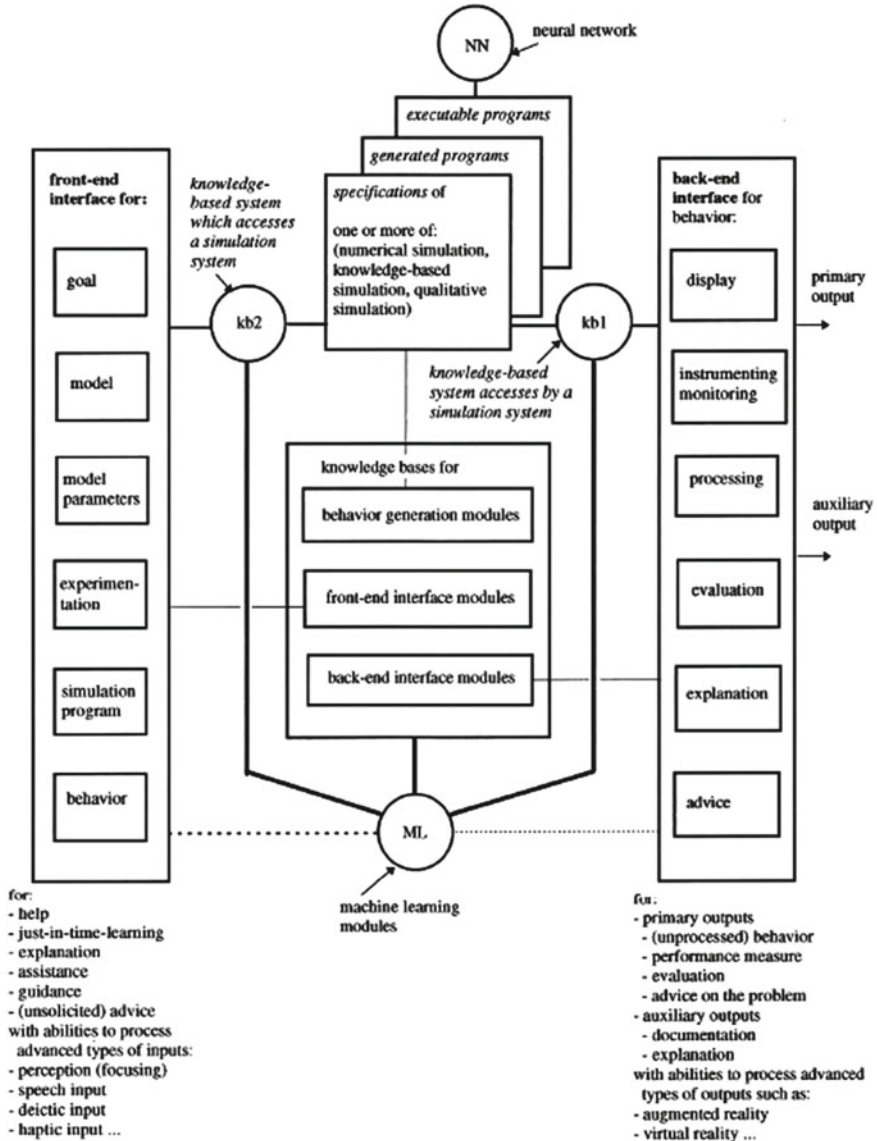 NN
neural network
executable programs
generated programs
specifications of
one or more of:
(numerical simulation,
knowledge-based
simulation, qualitative
simulation)
front-end
interface for:
goal
model
model
parameters
experimen-
tation
simulation
program
behavior
knowledge-
based system
which accesses
a simulation
system
kb2
kb1
knowledge-based
system accesses by a
simulation system
knowledge bases for
behavior generation modules
front-end interface modules
back-end interface modules
ML
machine learning
modules
back-end
interface for
behavior:
display
instrumenting
monitoring
processing
evaluation
explanation
advice
primary
output
auxiliary
output
for:
- help
- just-in-time-learning
- explanation
- assistance
- guidance
- (unsolicited) advice
with abilities to process
advanced types of inputs:
- perception (focusing)
- speech input
- deictic input
- haptic input ...
for:
- primary outputs
- (unprocessed) behavior
- performance measure
- evaluation
- advice on the problem
- auxiliary outputs
- documentation
- explanation
with abilities to process advanced
types of outputs such as:
- augmented reality
- virtual reality ...